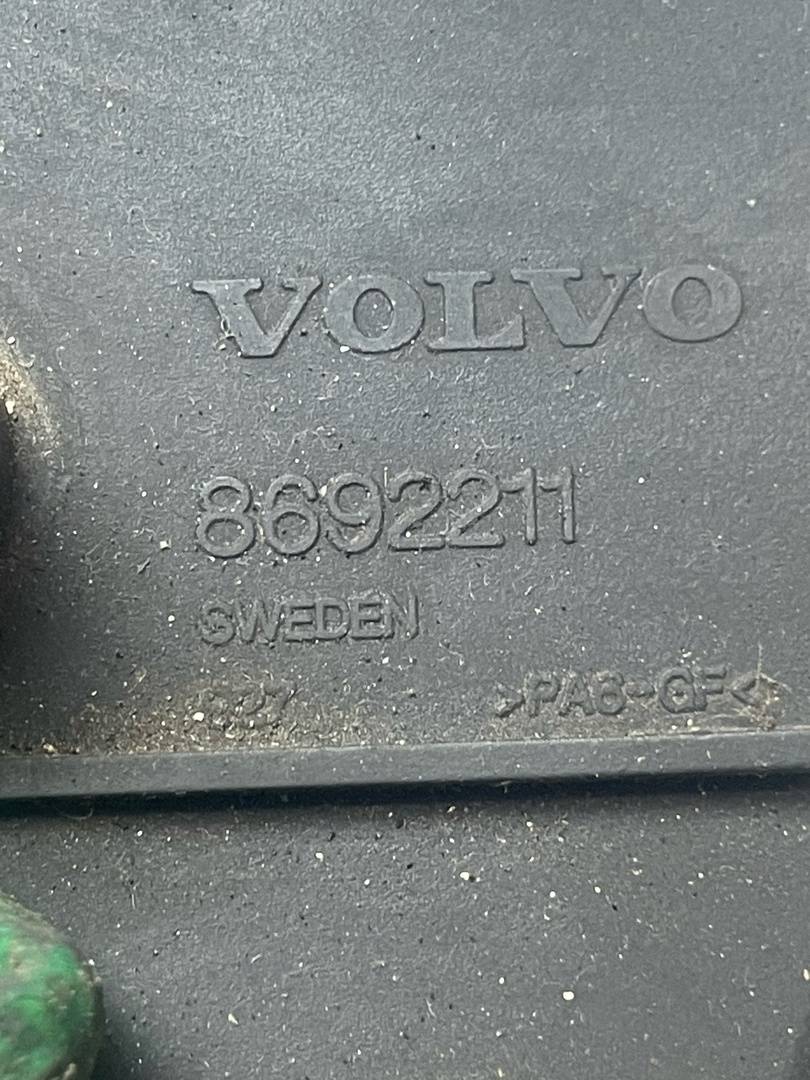 VOLVO
8692211
SWEDEN
>PA6-GF<